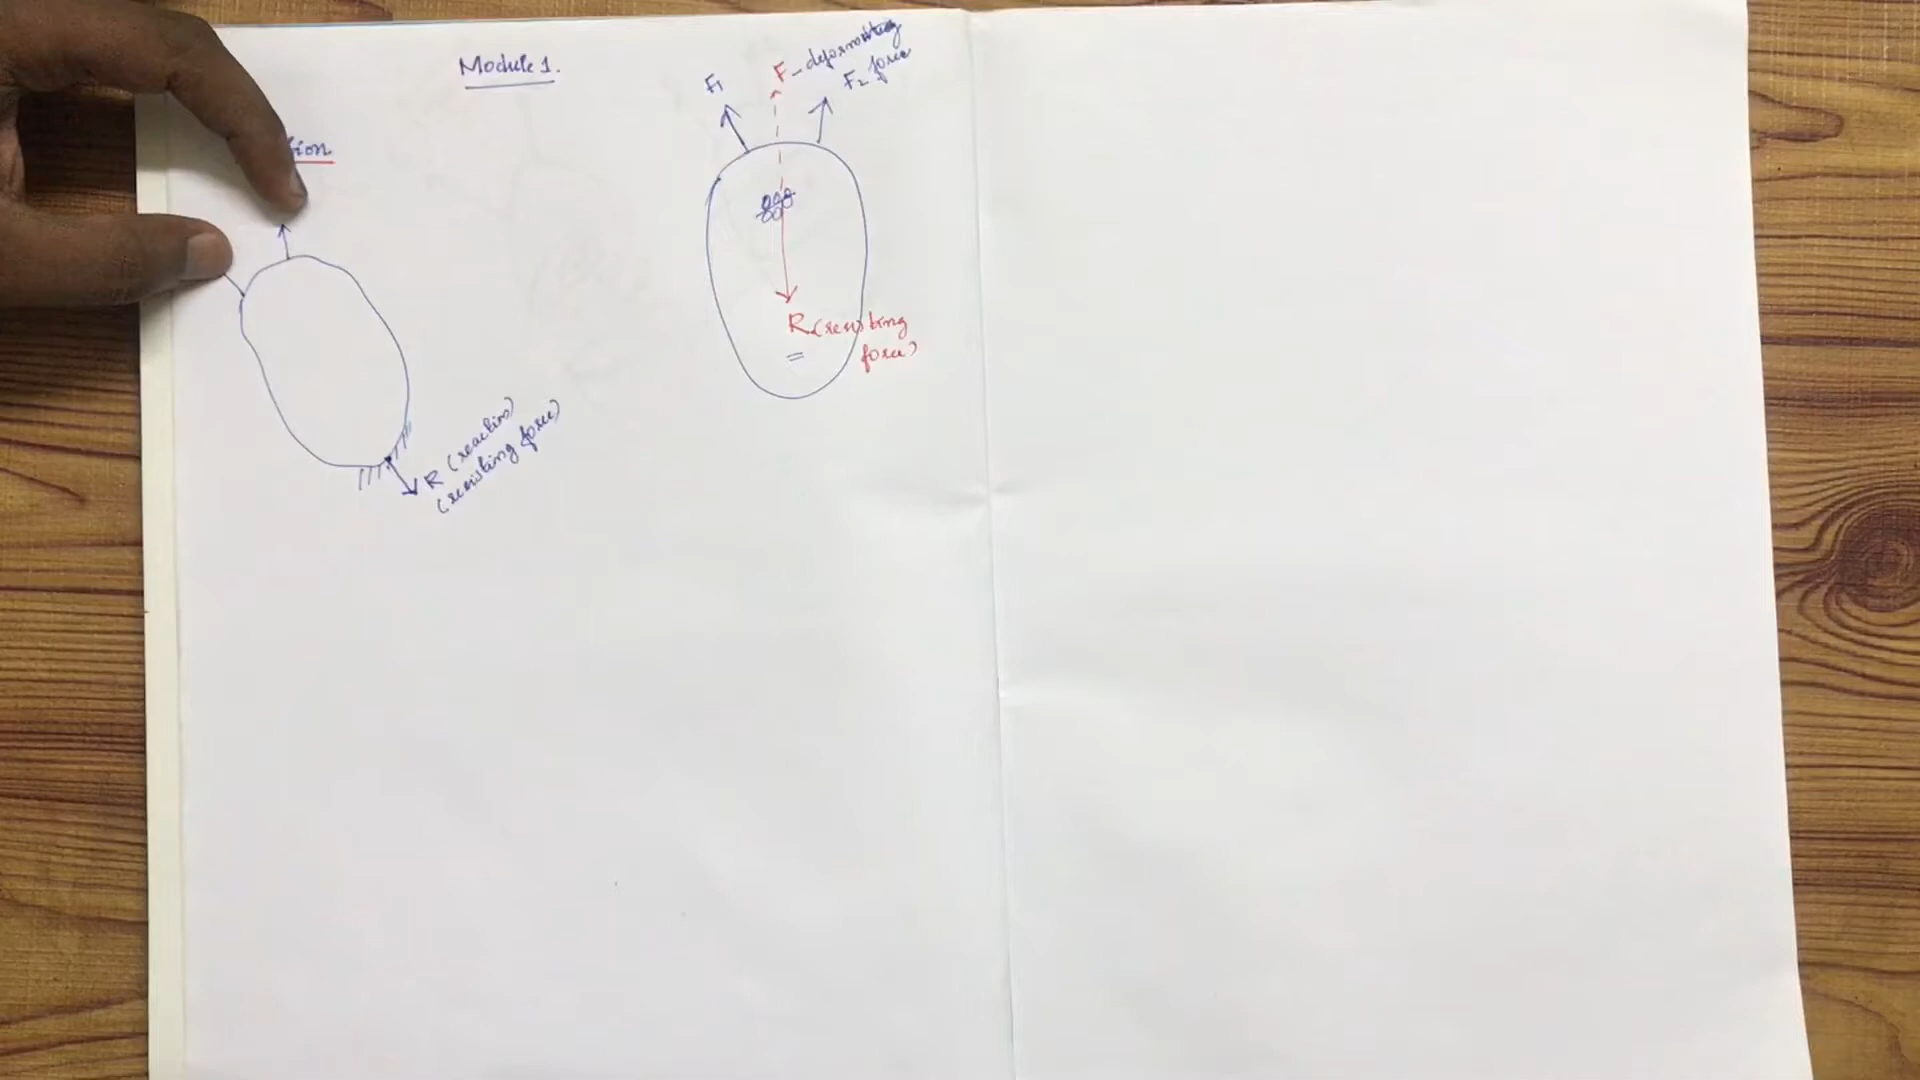 Module 1.
tion
R (reaction)
(resisting force)
F1
F - deforming
force
F2
R (resisting
force)